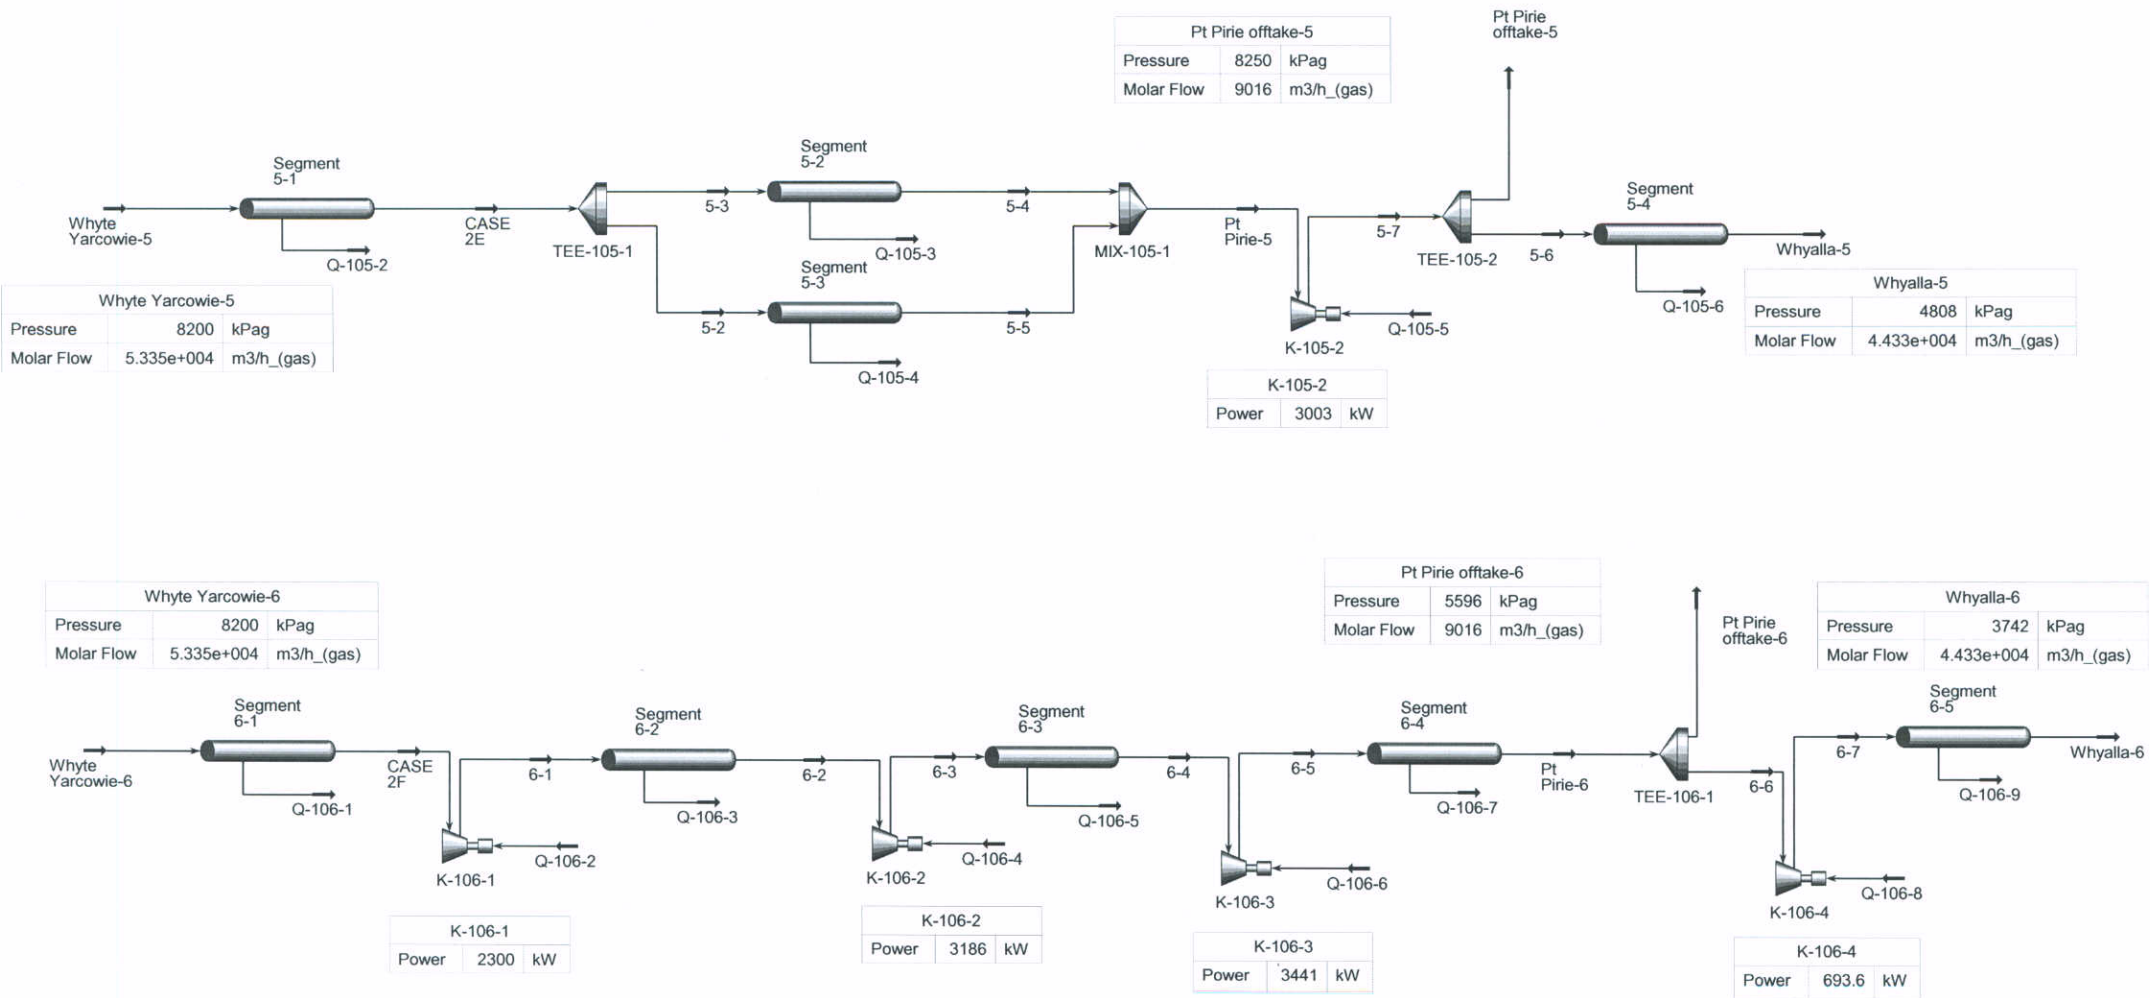 Pt Pirie
offtake-5
Pt Pirie offtake-5
Pressure 8250 kPag
Molar Flow 9016 m3/h_(gas)
Segment
5-1
Segment
5-2
Segment
5-4
Whyte
Yarcowie-5
Q-105-2
CASE
2E
TEE-105-1
5-3
5-4
Q-105-3
Segment
5-3
5-2
5-5
Q-105-4
MIX-105-1
Pt
Pirie-5
5-7
TEE-105-2
5-6
Whyalla-5
Q-105-6
K-105-2
Q-105-5
Whyte Yarcowie-5
Pressure 8200 kPag
Molar Flow 5.335e+004 m3/h_(gas)
Whyalla-5
Pressure 4808 kPag
Molar Flow 4.433e+004 m3/h_(gas)
K-105-2
Power 3003 kW
Whyte Yarcowie-6
Pressure 8200 kPag
Molar Flow 5.335e+004 m3/h_(gas)
Pt Pirie offtake-6
Pressure 5596 kPag
Molar Flow 9016 m3/h_(gas)
Pt Pirie
offtake-6
Whyalla-6
Pressure 3742 kPag
Molar Flow 4.433e+004 m3/h_(gas)
Segment
6-1
Segment
6-2
Segment
6-3
Segment
6-4
Segment
6-5
Whyte
Yarcowie-6
Q-106-1
CASE
2F
6-1
Q-106-3
6-2
6-3
Q-106-5
6-4
6-5
Q-106-7
Pt
Pirie-6
TEE-106-1
6-6
6-7
Q-106-9
Whyalla-6
K-106-1
Q-106-2
K-106-2
Q-106-4
K-106-3
Q-106-6
K-106-4
Q-106-8
K-106-1
Power 2300 kW
K-106-2
Power 3186 kW
K-106-3
Power 3441 kW
K-106-4
Power 693.6 kW